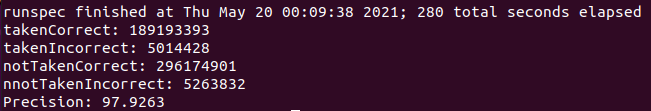 runspec finished at Thu May 20 00:09:38 2021; 280 total seconds elapsed
takenCorrect: 189193393
takenIncorrect: 5014428
notTakenCorrect: 296174901
nnotTakenIncorrect: 5263832
Precision: 97.9263